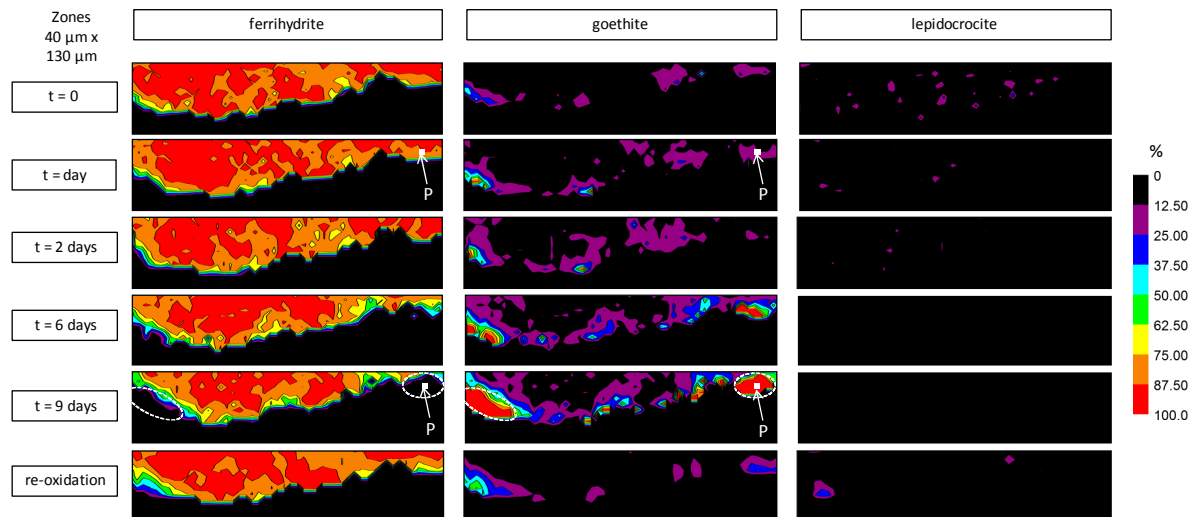 Zones
40 µm x
130 µm
ferrihydrite
goethite
lepidocrocite
t = 0
t = day
P
P
t = 2 days
t = 6 days
t = 9 days
P
P
re-oxidation
%
0
12.50
25.00
37.50
50.00
62.50
75.00
87.50
100.0